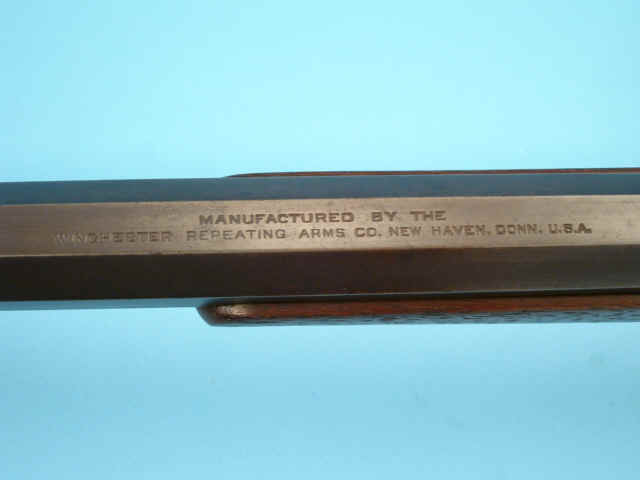 MANUFACTURED BY THE
WINCHESTER REPEATING ARMS CO. NEW HAVEN, CONN. U.S.A.